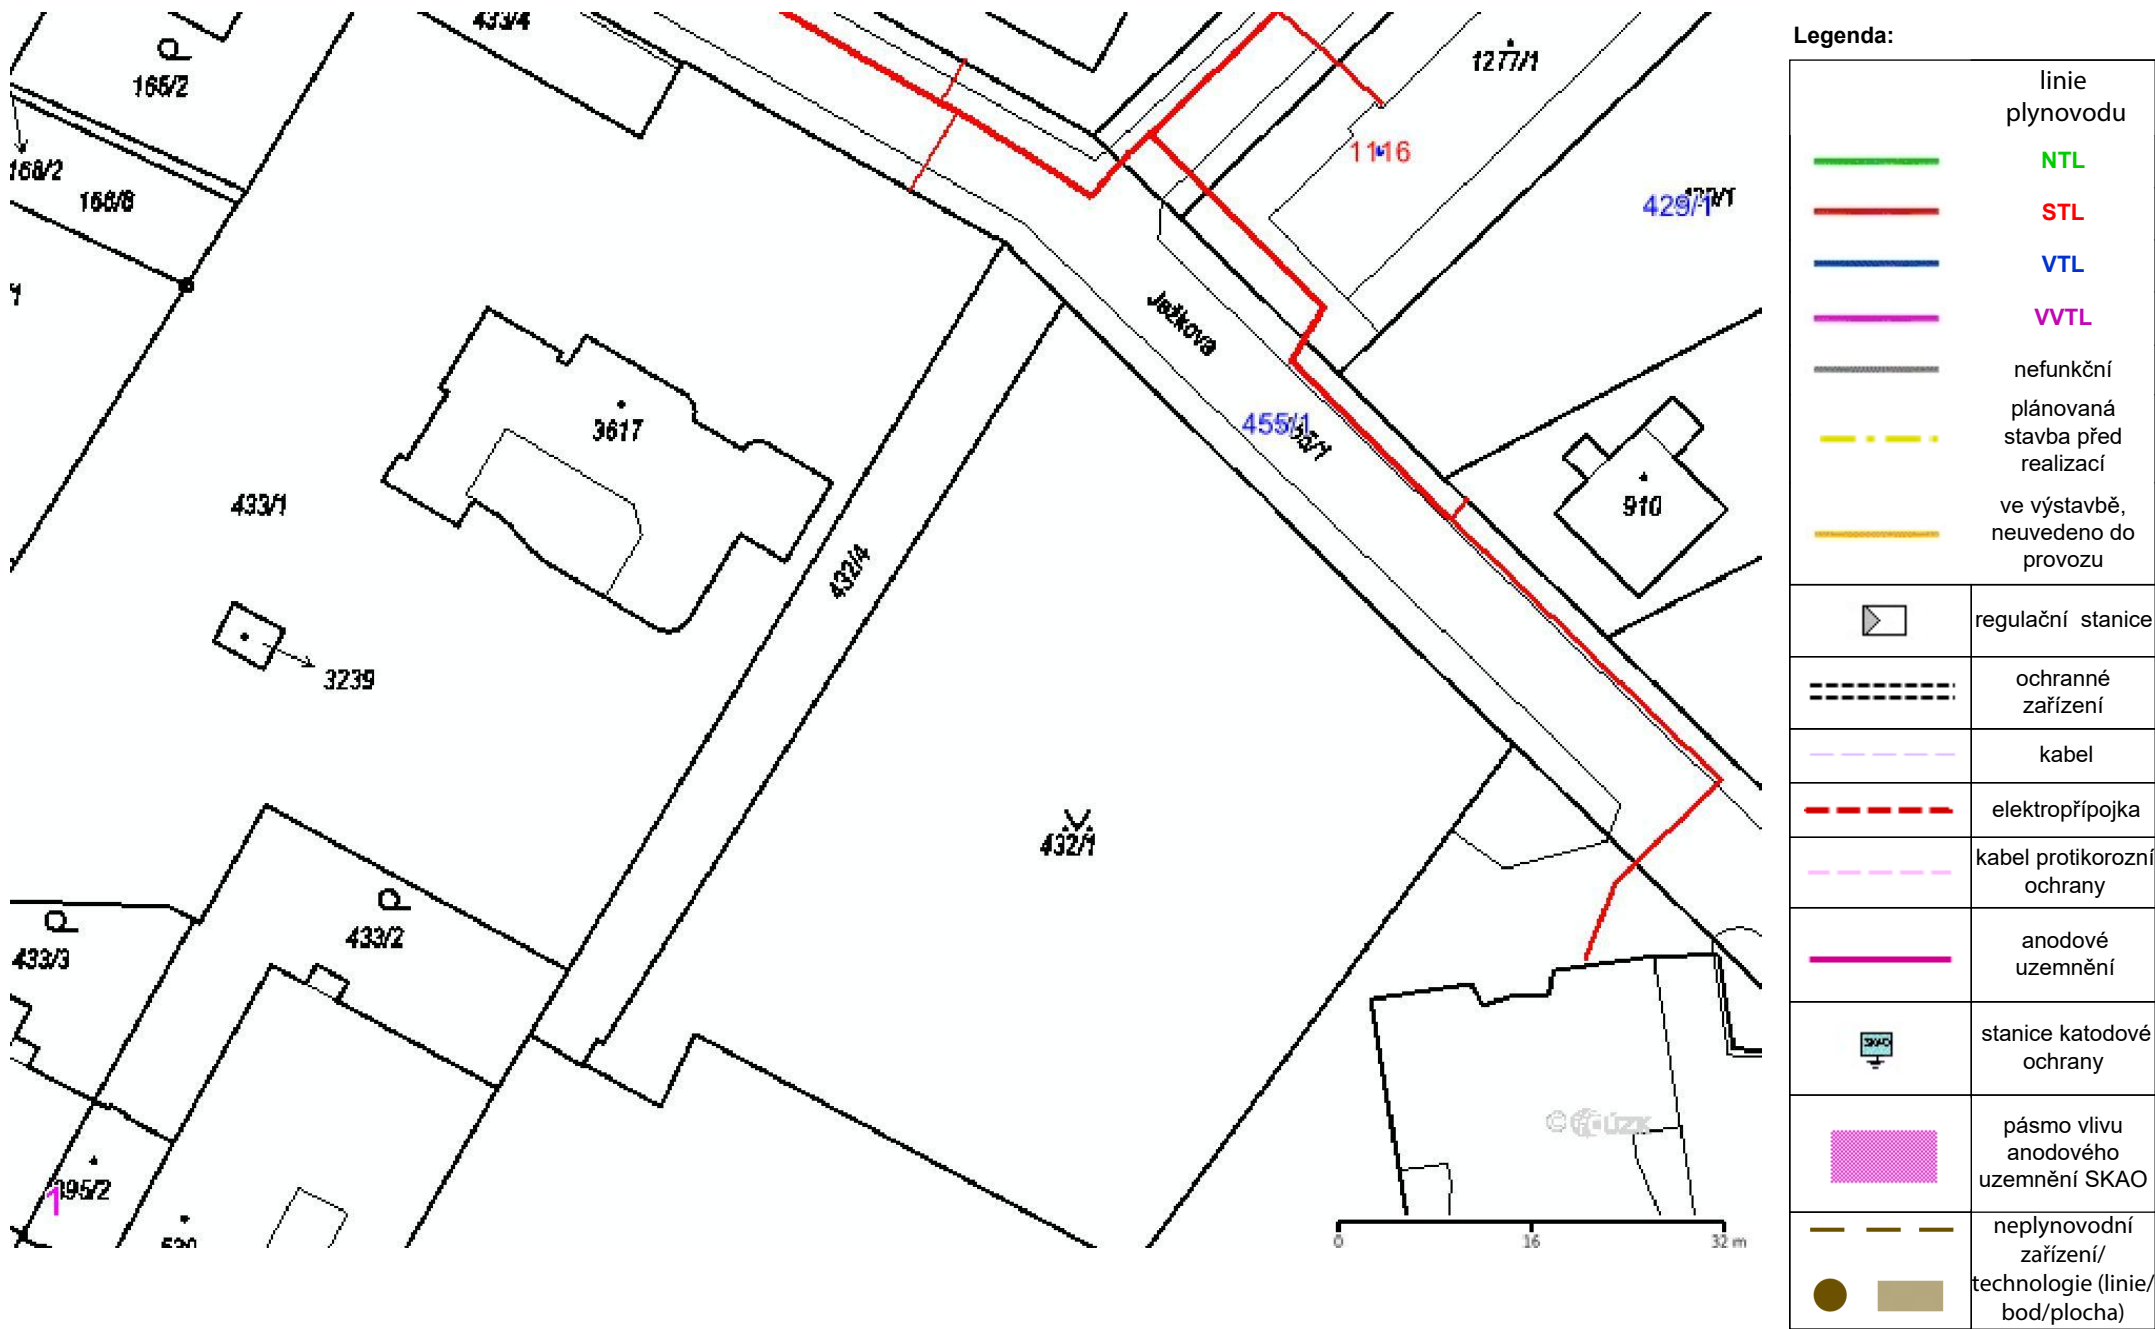 433/4
165/2
168/2
168/8
1277/1
1116
429/1
Ježkova
455/1
3617
433/1
432/4
910
3239
432/1
433/2
433/3
395/2
1
0 16 32 m
Legenda:
linie
plynovodu
NTL
STL
VTL
VVTL
nefunkční
plánovaná
stavba před
realizací
ve výstavbě,
neuvedeno do
provozu
regulační stanice
ochranné
zařízení
kabel
elektropřípojka
kabel protikorozní
ochrany
anodové
uzemnění
SKAO
stanice katodové
ochrany
pásmo vlivu
anodového
uzemnění SKAO
neplynovodní
zařízení/
technologie (linie/
bod/plocha)